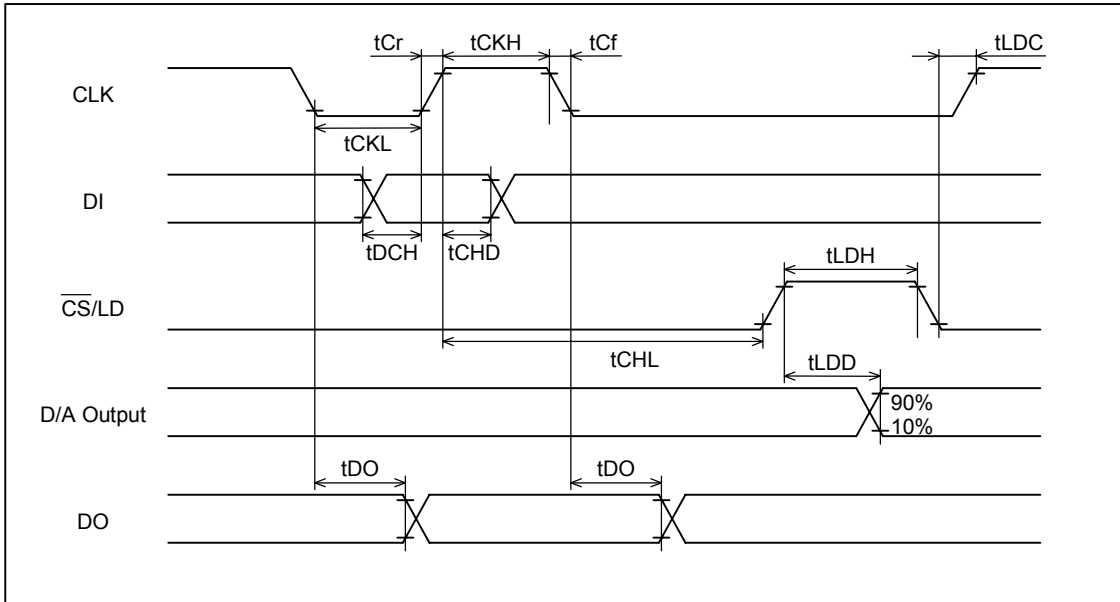 tCr tCKH tCf tLDC
CLK
tCKL
DI
tDCH tCHD
tLDH
CS/LD
tCHL
tLDD
D/A Output
90%
10%
tDO tDO
DO